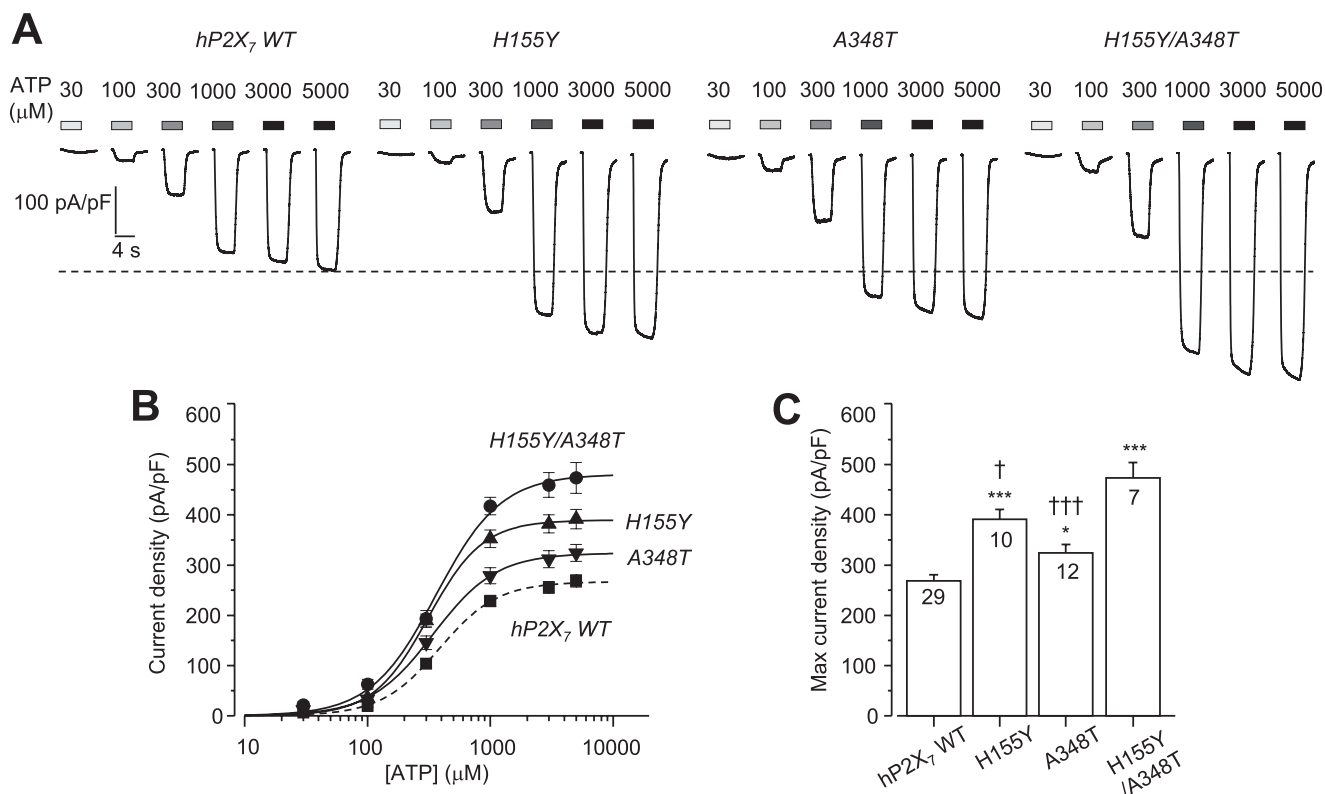 A
hP2X7 WT H155Y A348T H155Y/A348T
ATP (μM)
30 100 300 1000 3000 5000 30 100 300 1000 3000 5000 30 100 300 1000 3000 5000 30 100 300 1000 3000 5000
100 pA/pF
4 s
B
Current density (pA/pF)
600
500
400
300
200
100
0
H155Y/A348T
H155Y
A348T
hP2X7 WT
10 100 1000 10000
[ATP] (μM)
C
Max current density (pA/pF)
600
500
400
300
200
100
0
† ††† ***
*** *
29 10 12 7
hP2X7 WT H155Y A348T H155Y
/A348T